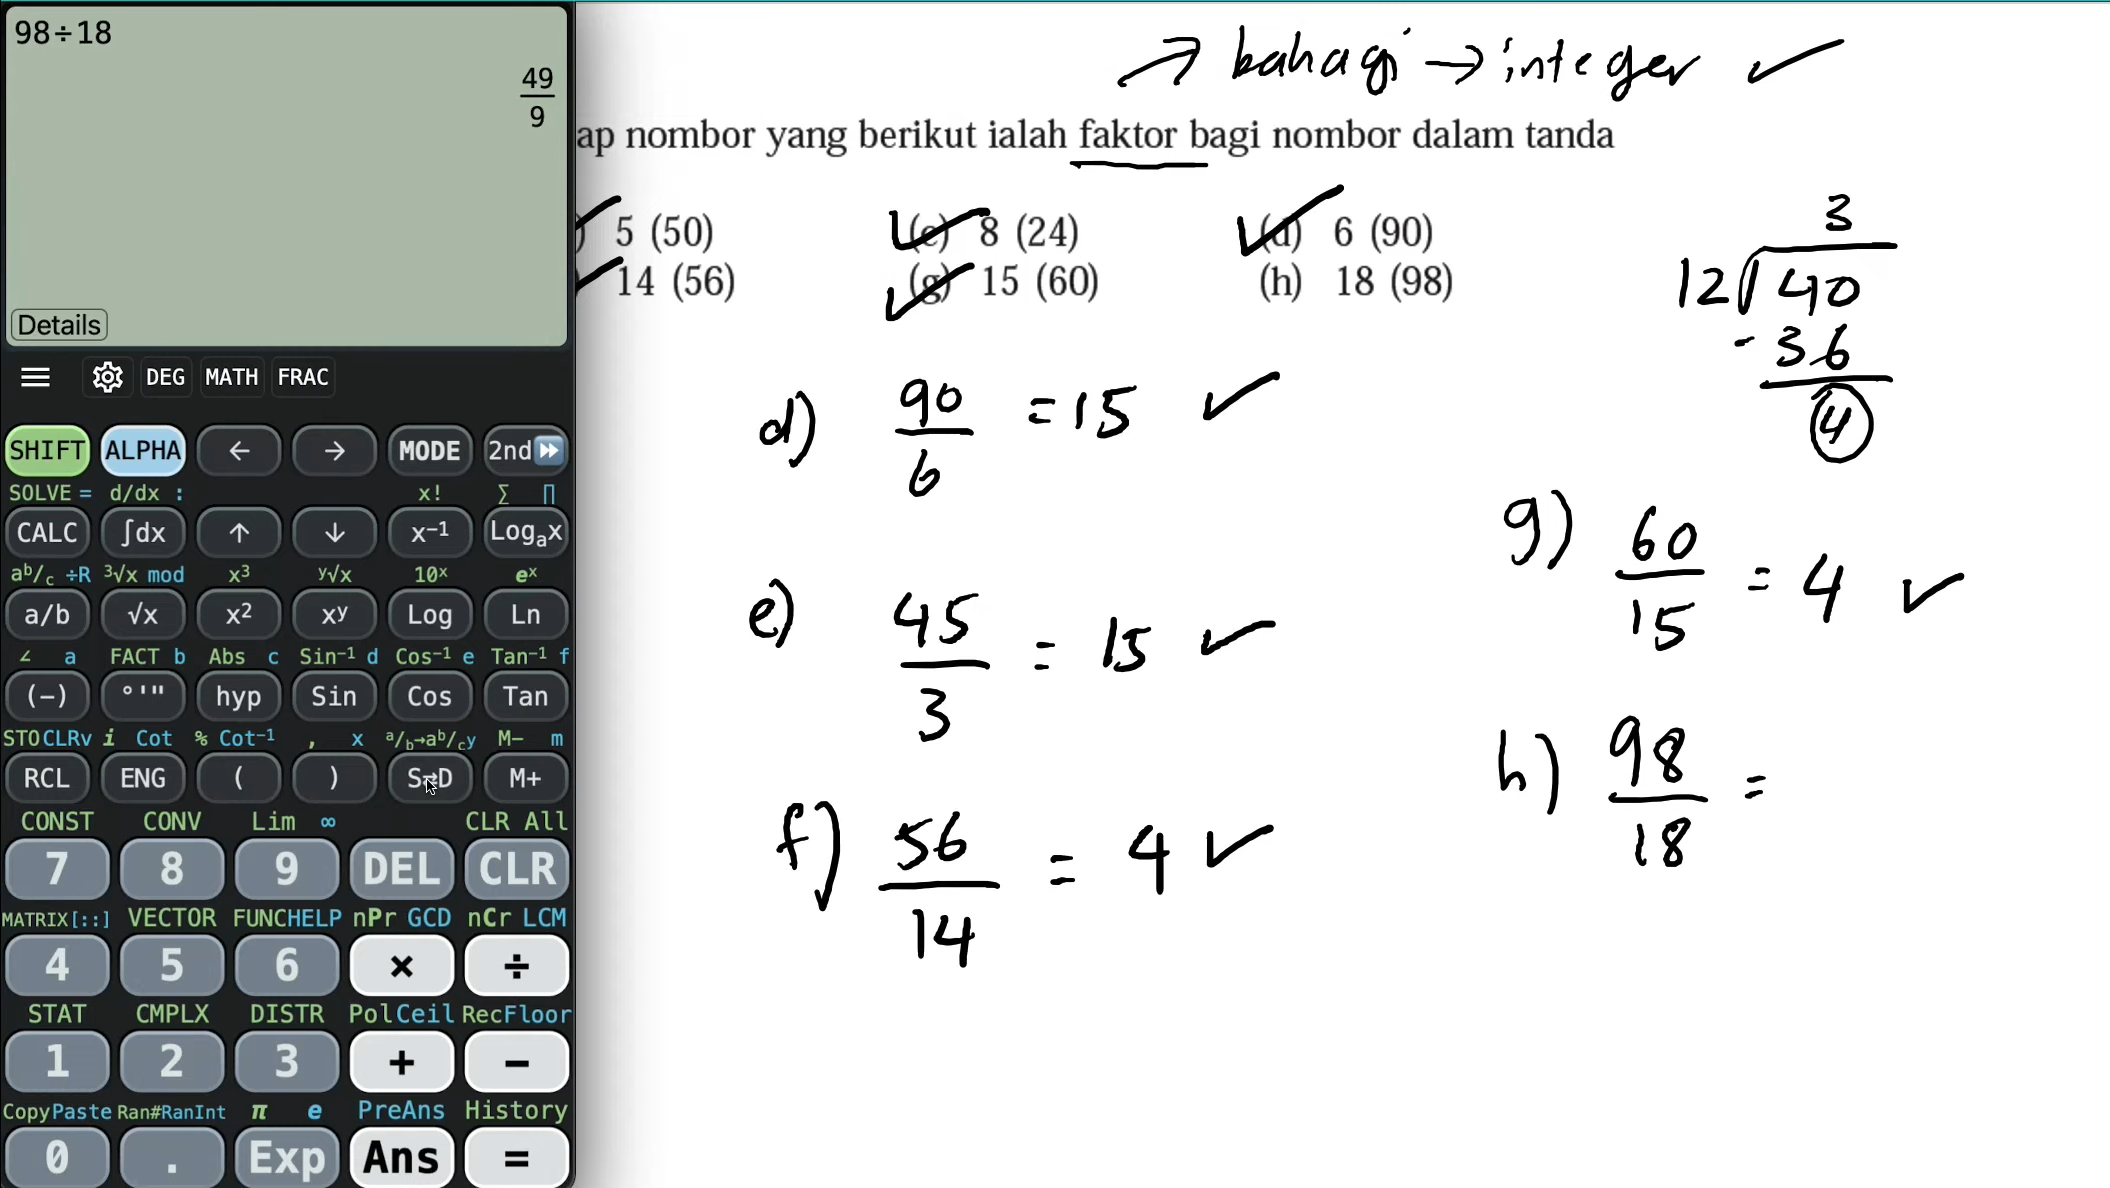 98÷18
49
9
Details
DEG MATH FRAC
SHIFT ALPHA ← → MODE 2nd
SOLVE = d/dx : x! ∑ ∏
CALC ∫dx ↑ ↓ x⁻¹ Logₐx
aᵇ/c ÷R ³√x mod x³ ʸ√x 10ˣ eˣ
a/b √x x² xʸ Log Ln
∠ a FACT b Abs c Sin⁻¹ d Cos⁻¹ e Tan⁻¹ f
(−) °'" hyp Sin Cos Tan
STO CLRv i Cot % Cot⁻¹ , x a/b→aᵇ/c y M− m
RCL ENG ( ) S⇄D M+
CONST CONV Lim ∞ CLR All
7 8 9 DEL CLR
MATRIX[::] VECTOR FUNC HELP nPr GCD nCr LCM
4 5 6 × ÷
STAT CMPLX DISTR Pol Ceil Rec Floor
1 2 3 + −
Copy Paste Ran# RanInt π e PreAns History
0 . Exp Ans =
→ bahagi → integer ✓
ap nombor yang berikut ialah faktor bagi nombor dalam tanda
) 5 (50) (c) 8 (24) (d) 6 (90)
14 (56) (g) 15 (60) (h) 18 (98)
3
12 40
- 36
4
d) 90/6 = 15 ✓
e) 45/3 = 15 ✓
f) 56/14 = 4 ✓
g) 60/15 = 4 ✓
h) 98/18 =